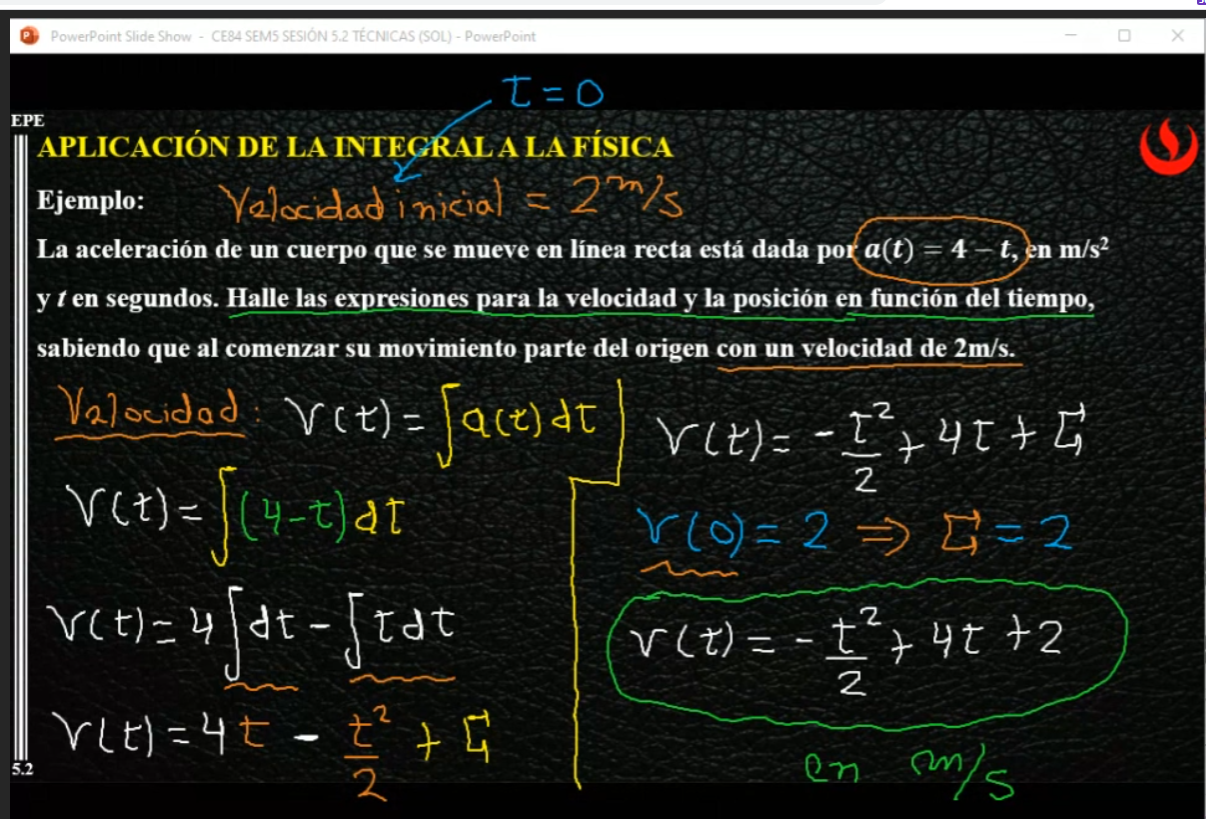 PowerPoint Slide Show - CE84 SEM5 SESIÓN 5.2 TÉCNICAS (SOL) - PowerPoint
t = 0
EPE
APLICACIÓN DE LA INTEGRAL A LA FÍSICA
Ejemplo: Velocidad inicial = 2 m/s
La aceleración de un cuerpo que se mueve en línea recta está dada por a(t) = 4 − t, en m/s²
y t en segundos. Halle las expresiones para la velocidad y la posición en función del tiempo,
sabiendo que al comenzar su movimiento parte del origen con un velocidad de 2m/s.
Velocidad: V(t) = ∫a(t) dt
V(t) = ∫(4-t) dt
V(t) = 4∫dt - ∫t dt
V(t) = 4t - t²/2 + C₁
V(t) = -t²/2 + 4t + C₁
V(0) = 2 ⇒ C₁ = 2
V(t) = -t²/2 + 4t + 2
en m/s
5.2